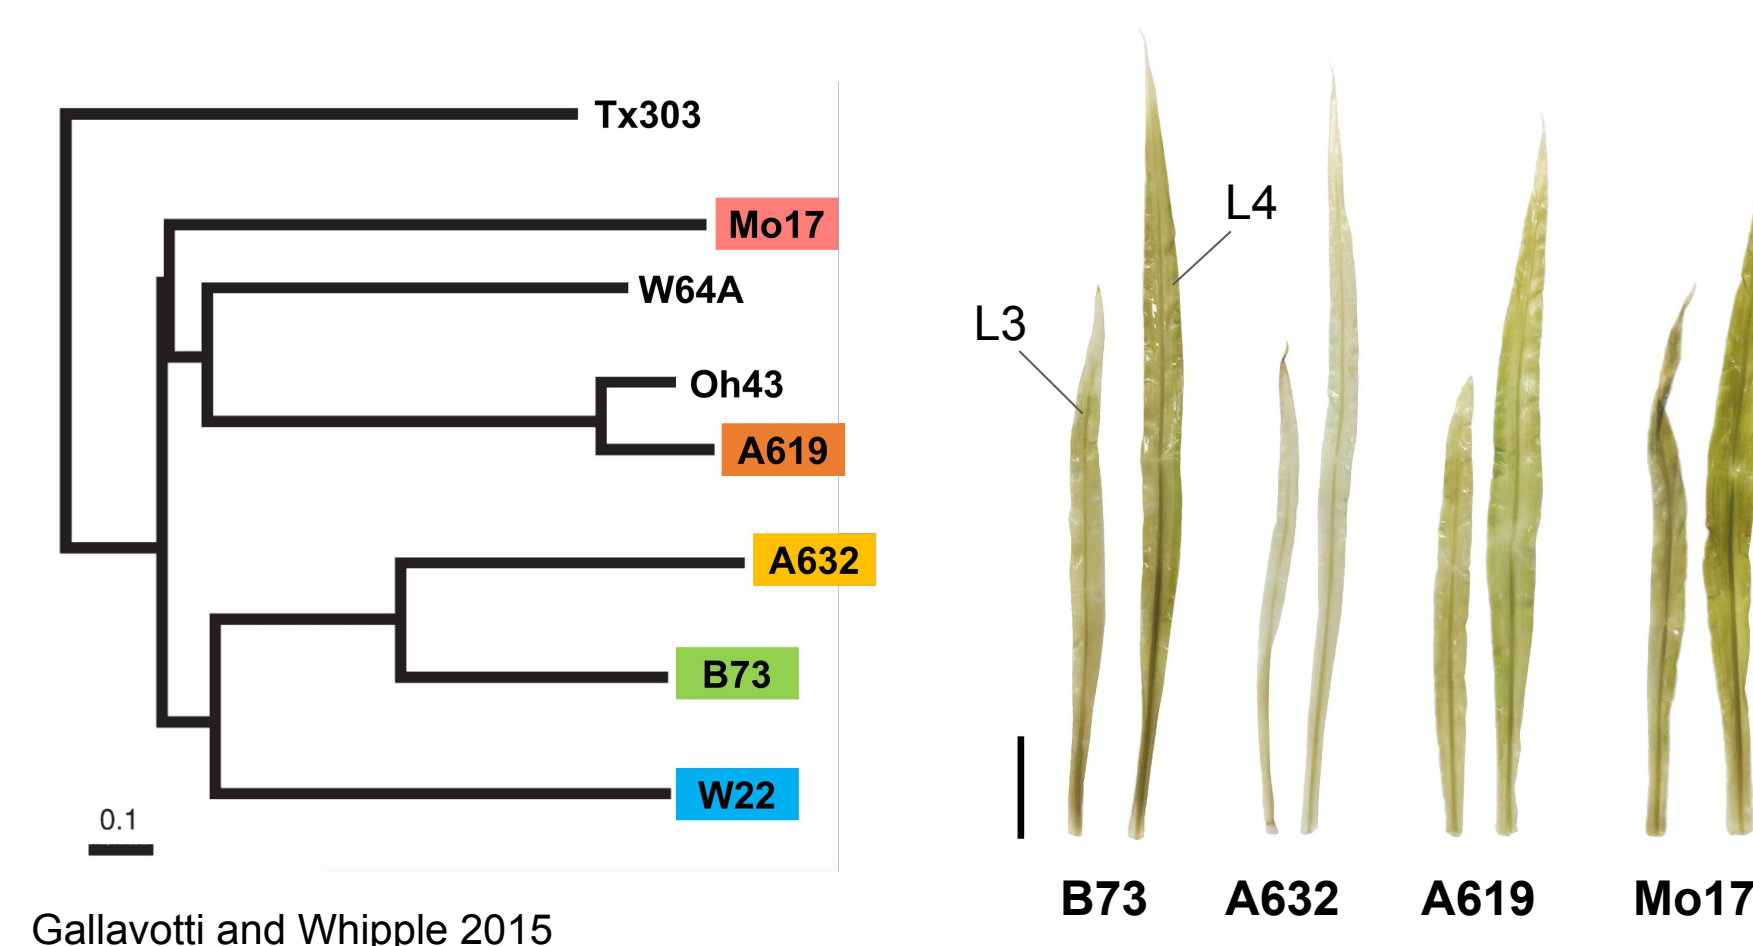 Tx303
Mo17
W64A
Oh43
A619
A632
B73
W22
0.1
Gallavotti and Whipple 2015
L4
L3
B73 A632 A619 Mo17